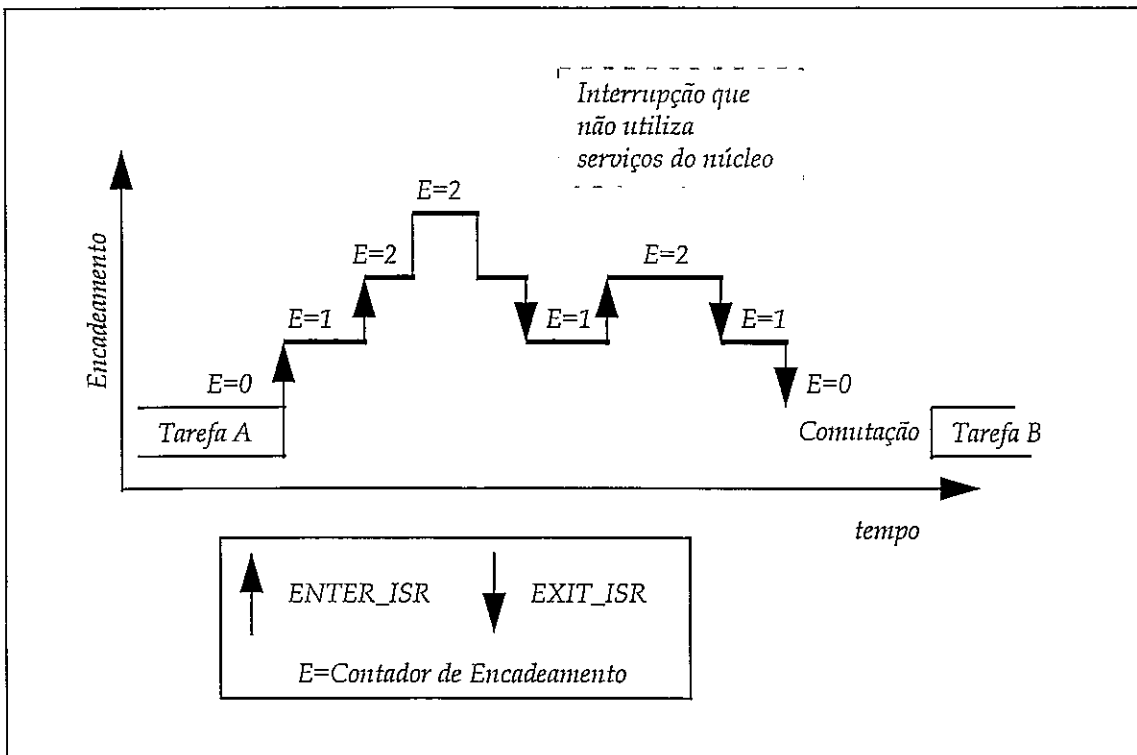 Interrupção que
não utiliza
serviços do núcleo
E=2
E=2
E=2
E=1
E=1
E=1
E=0
E=0
Encadeamento
Tarefa A
Comutação
Tarefa B
tempo
ENTER_ISR
EXIT_ISR
E=Contador de Encadeamento